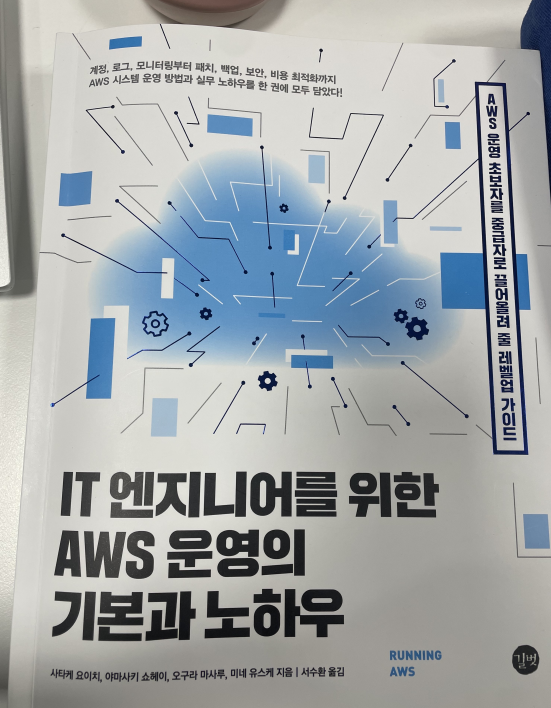 계정, 로그, 모니터링부터 패치, 백업, 보안, 비용 최적화까지
AWS 시스템 운영 방법과 실무 노하우를 한 권에 모두 담았다!
AWS 운영 초보자를 중급자로 끌어올려 줄 레벨업 가이드
IT 엔지니어를 위한
AWS 운영의
기본과 노하우
사타케 요이치, 야마사키 쇼헤이, 오구라 마사루, 미네 유스케 지음 | 서수환 옮김
RUNNING
AWS
길벗